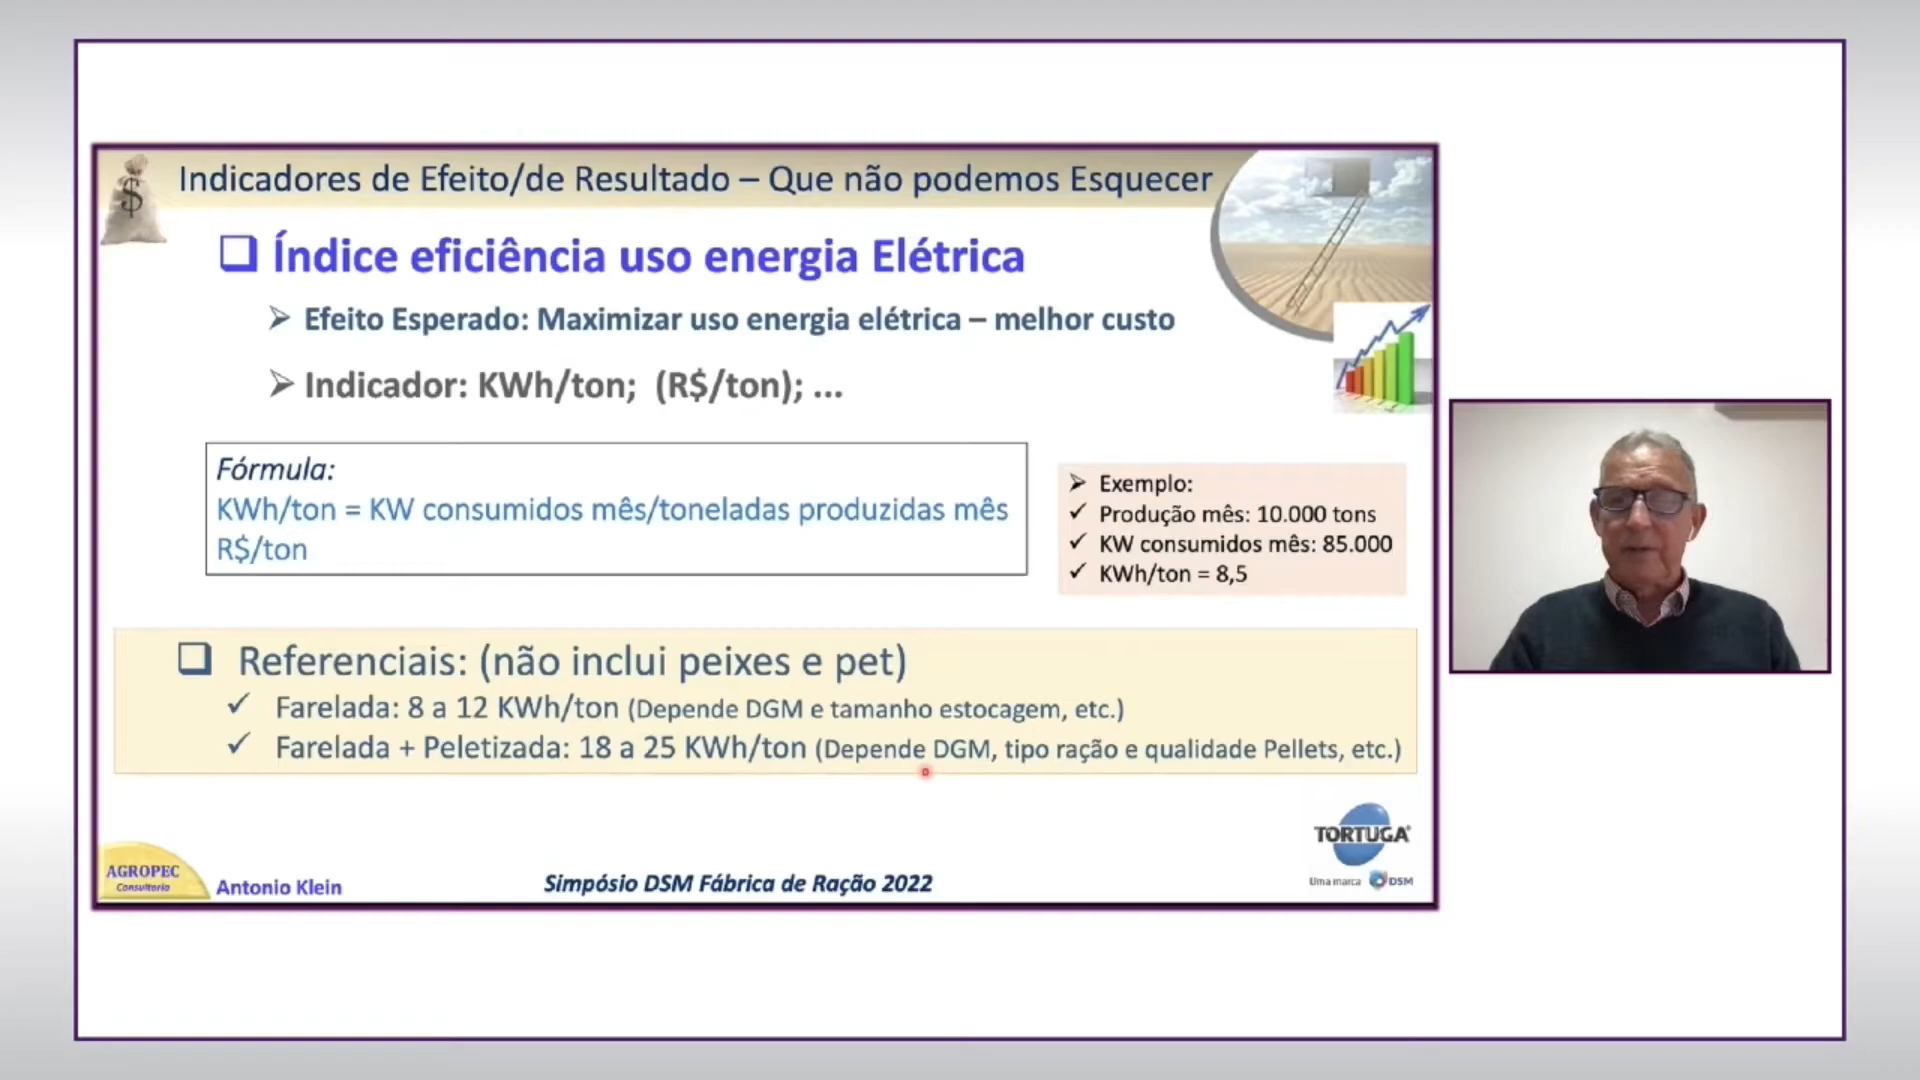 Indicadores de Efeito/de Resultado – Que não podemos Esquecer
$
Índice eficiência uso energia Elétrica
Efeito Esperado: Maximizar uso energia elétrica – melhor custo
Indicador: KWh/ton; (R$/ton); ...
Fórmula:
KWh/ton = KW consumidos mês/toneladas produzidas mês
R$/ton
Exemplo:
Produção mês: 10.000 tons
KW consumidos mês: 85.000
KWh/ton = 8,5
Referenciais: (não inclui peixes e pet)
Farelada: 8 a 12 KWh/ton (Depende DGM e tamanho estocagem, etc.)
Farelada + Peletizada: 18 a 25 KWh/ton (Depende DGM, tipo ração e qualidade Pellets, etc.)
AGROPEC
Consultoria
Antonio Klein
Simpósio DSM Fábrica de Ração 2022
TORTUGA
Uma marca DSM